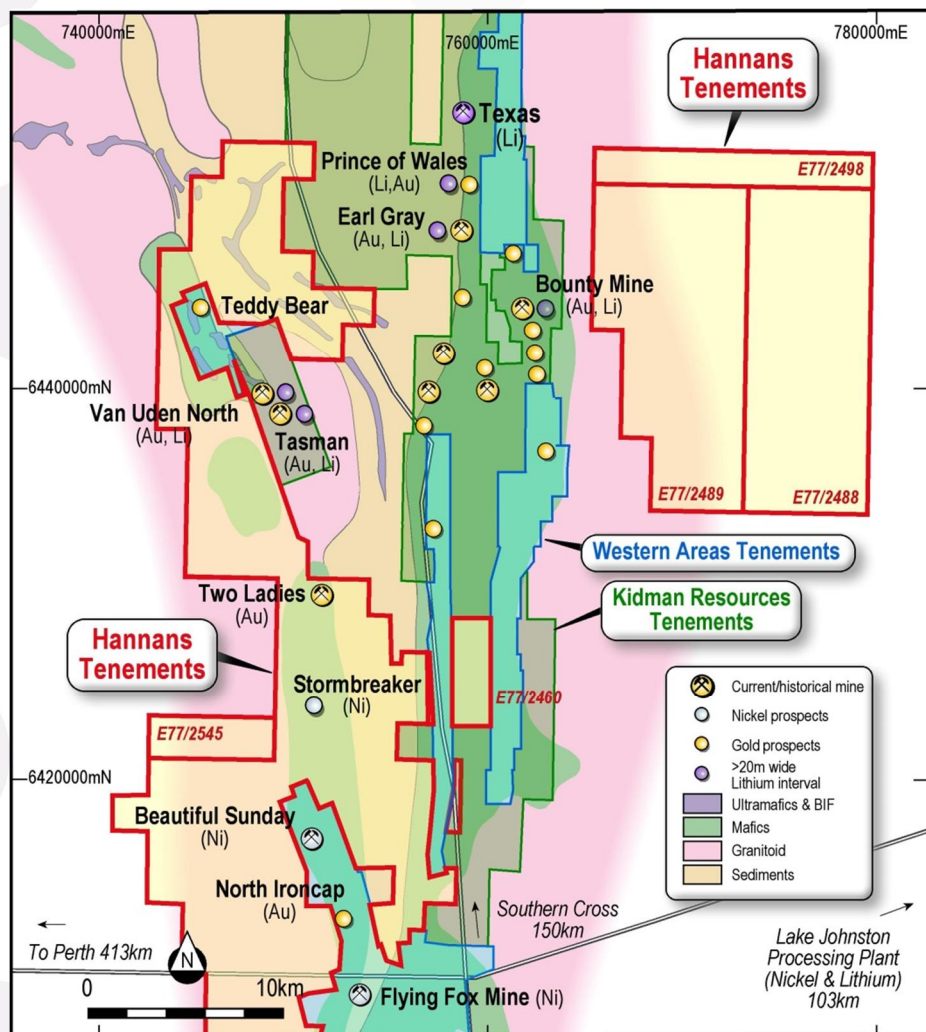 740000mE
760000mE
780000mE
Hannans
Tenements
Texas
(Li)
Prince of Wales
(Li,Au)
E77/2498
Earl Gray
(Au, Li)
Bounty Mine
(Au, Li)
Teddy Bear
6440000mN
Van Uden North
(Au, Li)
Tasman
(Au, Li)
E77/2489
E77/2488
Western Areas Tenements
Two Ladies
(Au)
Kidman Resources
Tenements
Hannans
Tenements
Stormbreaker
(Ni)
E77/2460
E77/2545
6420000mN
Beautiful Sunday
(Ni)
North Ironcap
(Au)
Current/historical mine
Nickel prospects
Gold prospects
>20m wide
Lithium interval
Ultramafics & BIF
Mafics
Granitoid
Sediments
Southern Cross
150km
To Perth 413km
N
Lake Johnston
Processing Plant
(Nickel & Lithium)
103km
0
10km
Flying Fox Mine (Ni)